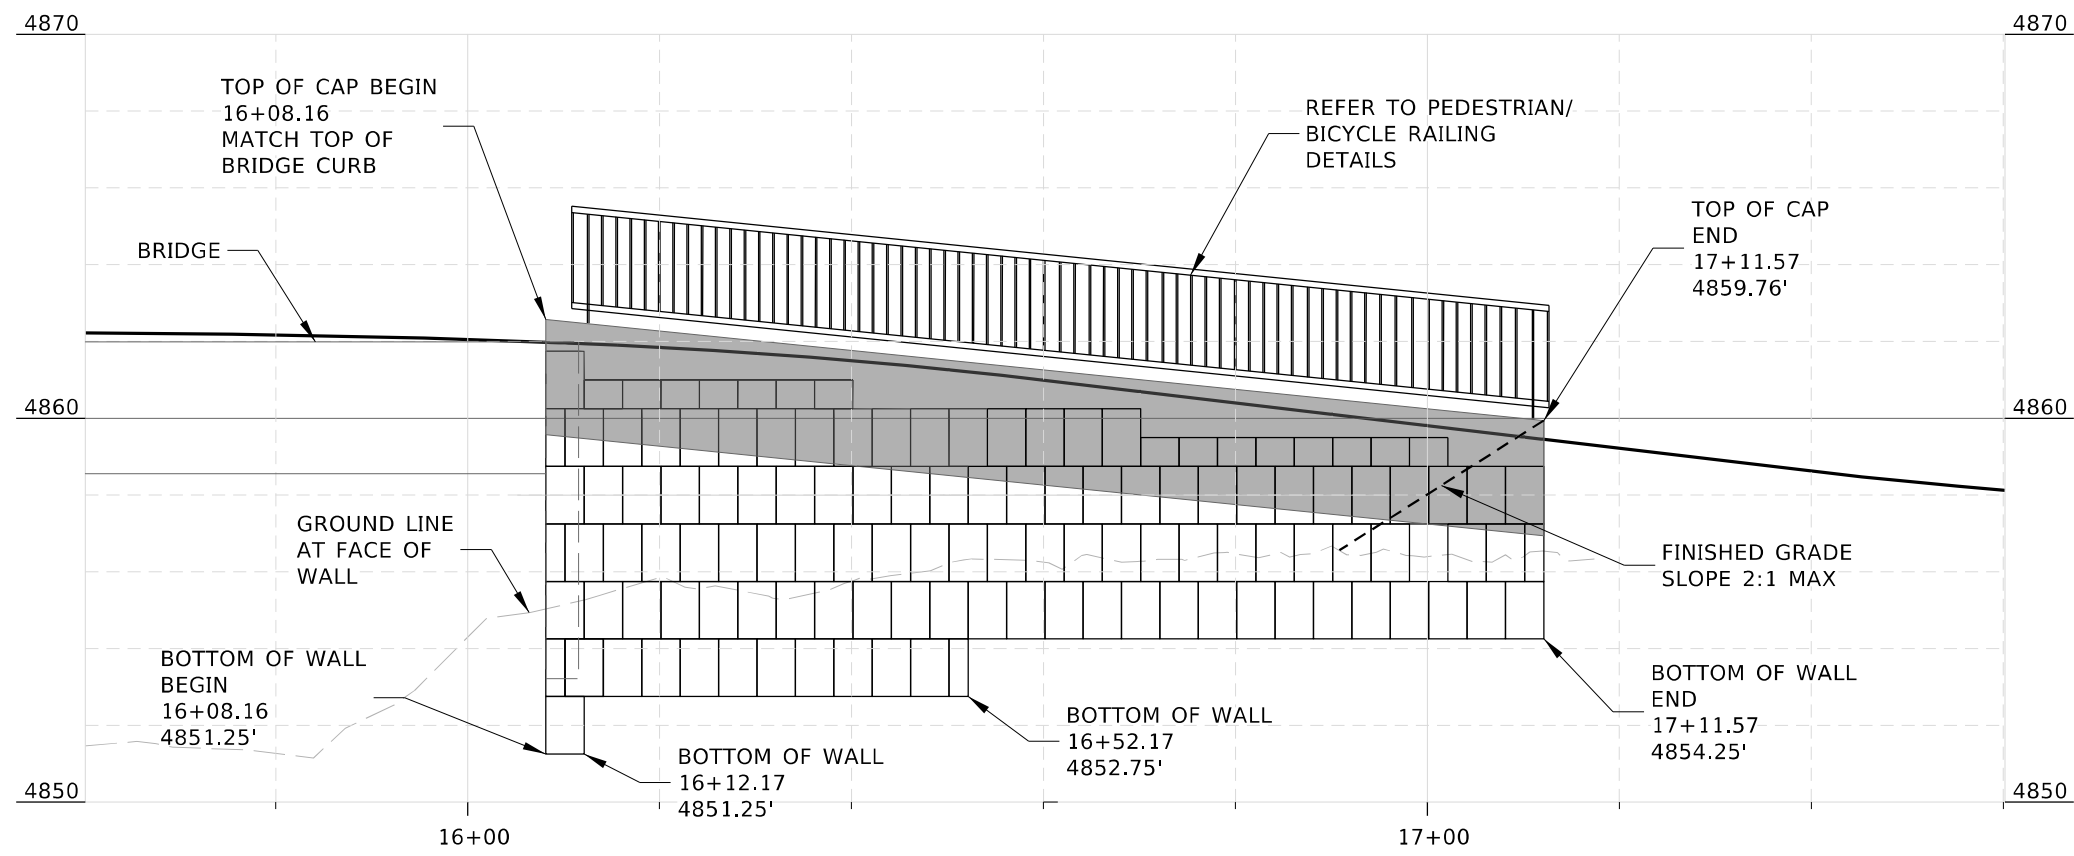 4870
4870
TOP OF CAP BEGIN
16+08.16
MATCH TOP OF
BRIDGE CURB
REFER TO PEDESTRIAN/
BICYCLE RAILING
DETAILS
TOP OF CAP
END
17+11.57
4859.76'
BRIDGE
4860
4860
GROUND LINE
AT FACE OF
WALL
FINISHED GRADE
SLOPE 2:1 MAX
BOTTOM OF WALL
BEGIN
16+08.16
4851.25'
BOTTOM OF WALL
16+12.17
4851.25'
BOTTOM OF WALL
16+52.17
4852.75'
BOTTOM OF WALL
END
17+11.57
4854.25'
4850
4850
16+00
17+00